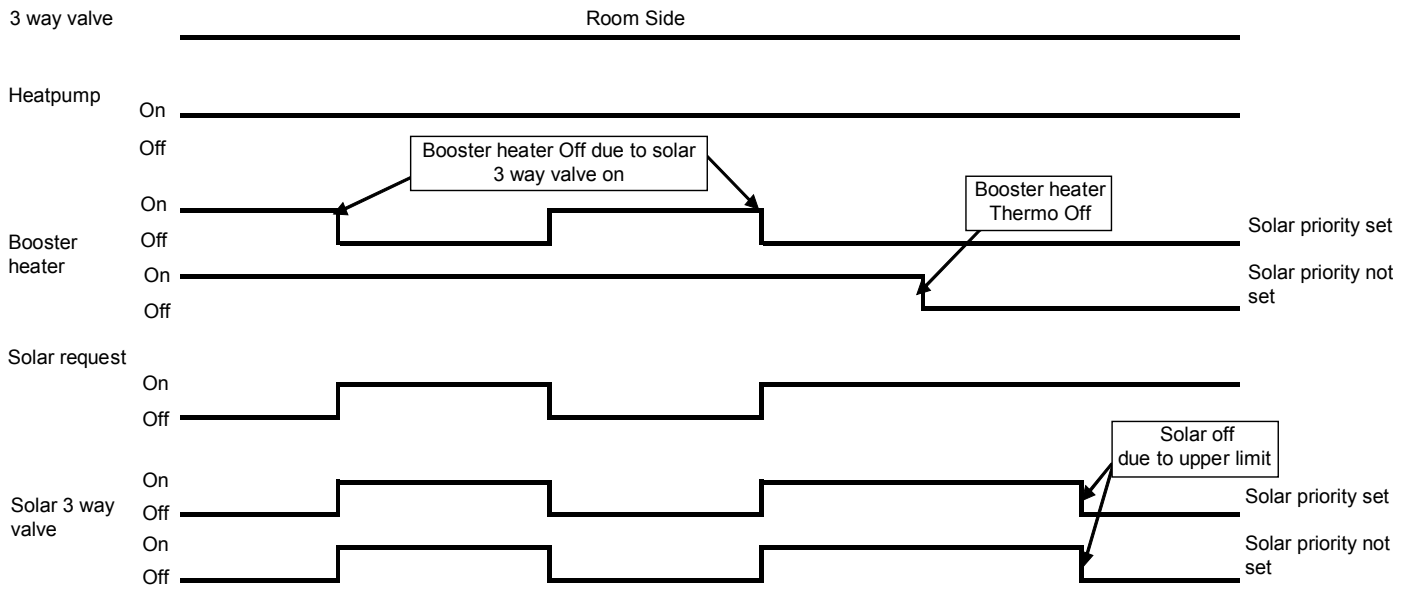 3 way valve
Room Side
Heatpump
On
Off
Booster heater Off due to solar
3 way valve on
Booster heater
Thermo Off
On
Off
Booster
heater
Solar priority set
On
Off
Solar priority not
set
Solar request
On
Off
Solar off
due to upper limit
On
Off
Solar 3 way
valve
Solar priority set
On
Off
Solar priority not
set